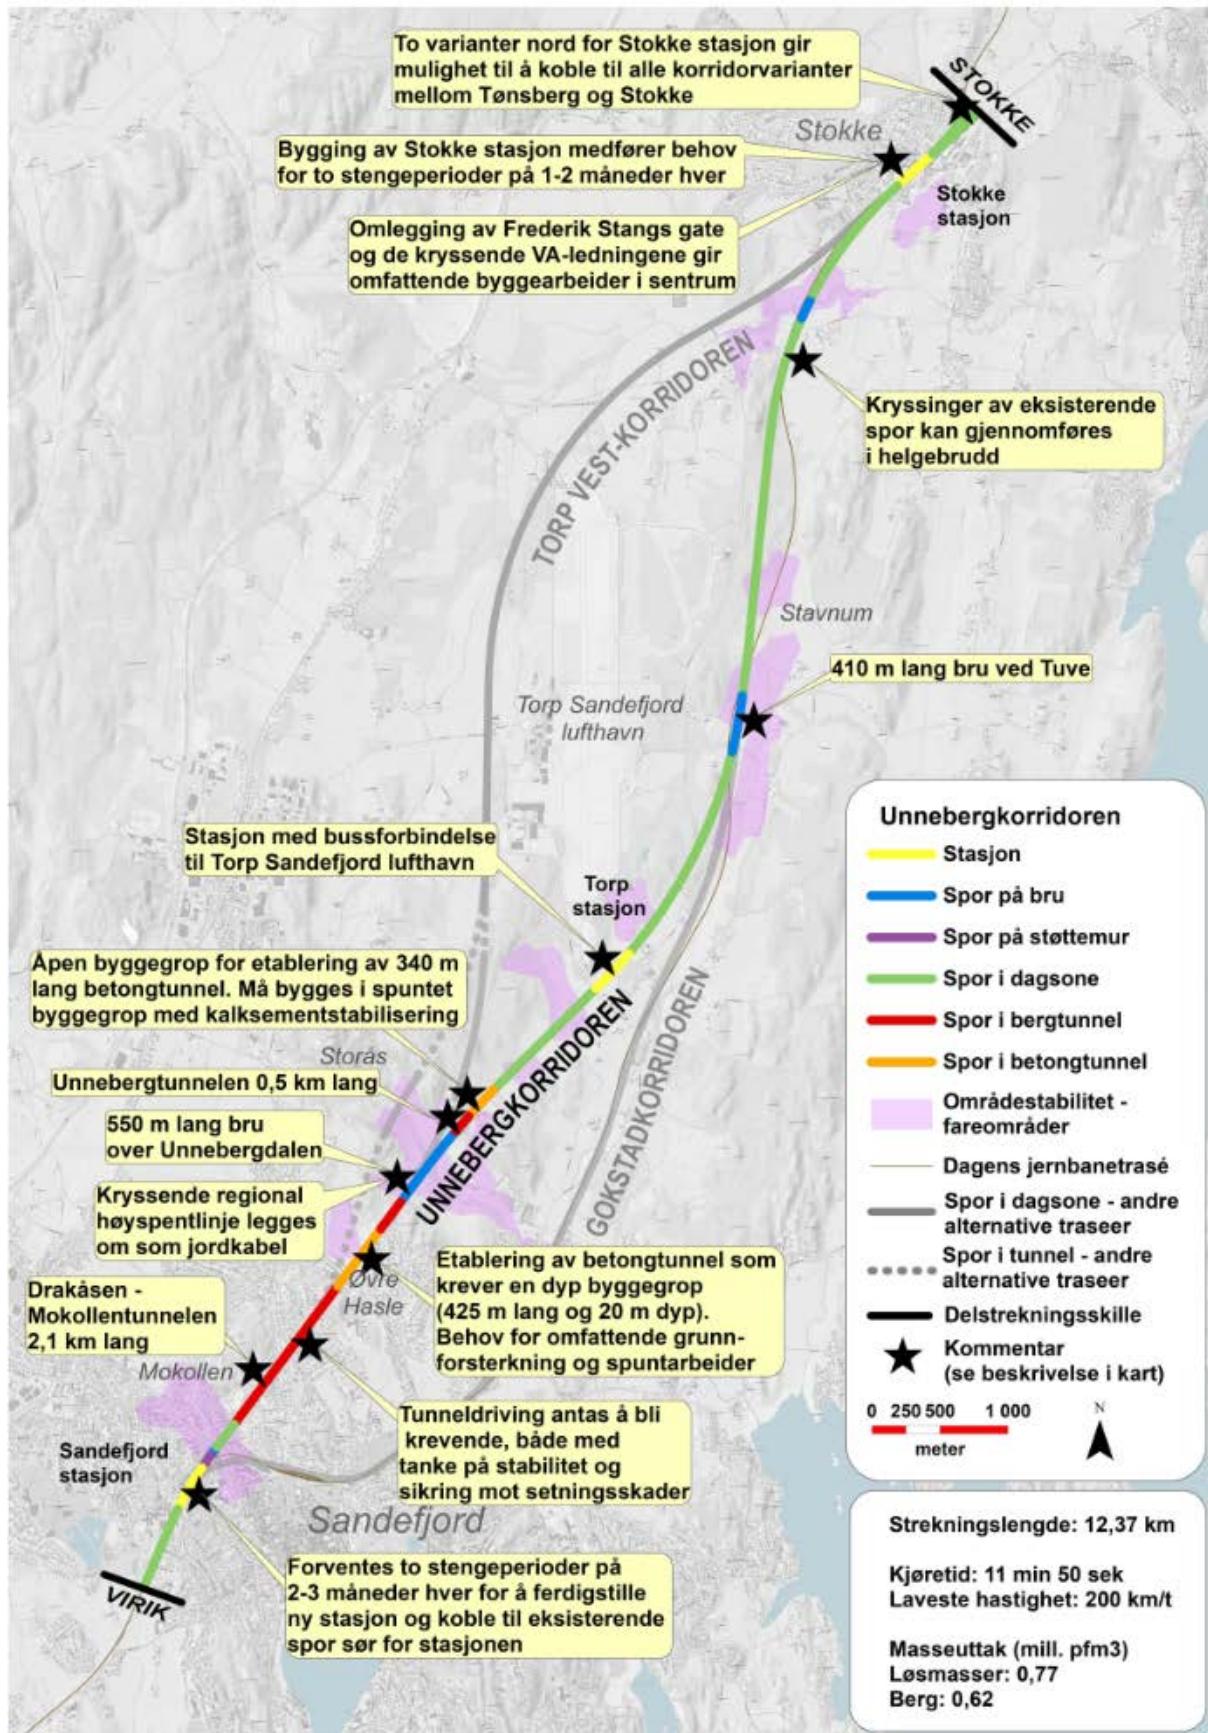 To varianter nord for Stokke stasjon gir
mulighet til å koble til alle korridorvarianter
mellom Tønsberg og Stokke
STOKKE
Stokke
Bygging av Stokke stasjon medfører behov
for to stengeperioder på 1-2 måneder hver
Stokke
stasjon
Omlegging av Frederik Stangs gate
og de kryssende VA-ledningene gir
omfattende byggearbeider i sentrum
TORP VEST-KORRIDOREN
Kryssinger av eksisterende
spor kan gjennomføres
i helgebrudd
Stavnum
410 m lang bru ved Tuve
Torp Sandefjord
lufthavn
Stasjon med bussforbindelse
til Torp Sandefjord lufthavn
Torp
stasjon
Åpen byggegrop for etablering av 340 m
lang betongtunnel. Må bygges i spuntet
byggegrop med kalksementstabilisering
Storås
Unnebergtunnelen 0,5 km lang
550 m lang bru
over Unnebergdalen
UNNEBERGKORRIDOREN
GOKSTADKORRIDOREN
Kryssende regional
høyspentlinje legges
om som jordkabel
Øvre
Hasle
Etablering av betongtunnel som
krever en dyp byggegrop
(425 m lang og 20 m dyp).
Behov for omfattende grunn-
forsterkning og spuntarbeider
Drakåsen -
Mokollentunnelen
2,1 km lang
Mokollen
Tunneldriving antas å bli
krevende, både med
tanke på stabilitet og
sikring mot setningsskader
Sandefjord
stasjon
Sandefjord
Forventes to stengeperioder på
2-3 måneder hver for å ferdigstille
ny stasjon og koble til eksisterende
spor sør for stasjonen
VIRIK
Unnebergkorridoren
Stasjon
Spor på bru
Spor på støttemur
Spor i dagsone
Spor i bergtunnel
Spor i betongtunnel
Områdestabilitet -
fareområder
Dagens jernbanetrasé
Spor i dagsone - andre
alternative traseer
Spor i tunnel - andre
alternative traseer
Delstrekningsskille
Kommentar
(se beskrivelse i kart)
0 250 500 1 000
meter
N
Strekningslengde: 12,37 km
Kjøretid: 11 min 50 sek
Laveste hastighet: 200 km/t
Masseuttak (mill. pfm3)
Løsmasser: 0,77
Berg: 0,62